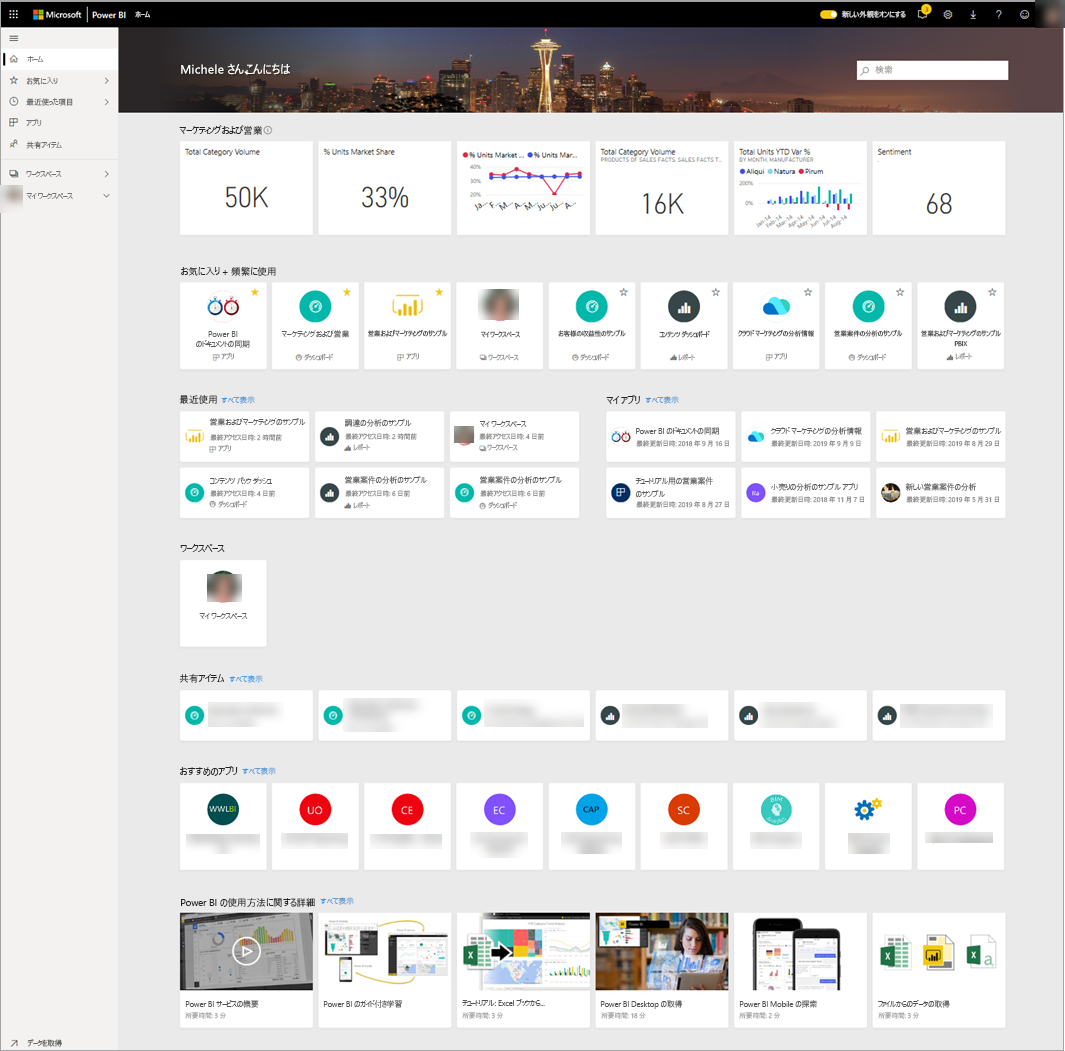 Microsoft Power BI ホーム
新しい外観をオンにする
3
ホーム
お気に入り
最近使った項目
アプリ
共有アイテム
ワークスペース
マイ ワークスペース
データを取得
Michele さん、こんにちは
検索
マーケティングおよび営業
Total Category Volume
50K
% Units Market Share
33%
% Units Market ... % Units Mar...
40%
30%
20%
Ja... F... M... A... M... Ju... Ju... A...
Total Category Volume
PRODUCTS OF SALES FACTS, SALES FACTS T...
16K
Total Units YTD Var %
BY MONTH, MANUFACTURER
Aliqui Natura Pirum
200%
0%
Jan-14 Feb-14 Mar-14 Apr-14 May-14 Jun-14 Jul-14 Aug-14
Sentiment
68
お気に入り + 頻繁に使用
Power BI
のドキュメントの同期
アプリ
マーケティングおよび営業
ダッシュボード
営業およびマーケティングのサンプル
アプリ
マイ ワークスペース
ワークスペース
お客様の収益性のサンプル
ダッシュボード
コンテンツ ダッシュボード
レポート
クラウド マーケティングの分析情報
アプリ
営業案件の分析のサンプル
ダッシュボード
営業およびマーケティングのサンプル
PBIX
レポート
最近使用 すべて表示
営業およびマーケティングのサンプル
最終アクセス日時: 2 時間前
アプリ
調達の分析のサンプル
最終アクセス日時: 2 時間前
レポート
マイ ワークスペース
最終アクセス日時: 4 日前
ワークスペース
コンテンツ パック ダッシュ
最終アクセス日時: 4 日前
ダッシュボード
営業案件の分析のサンプル
最終アクセス日時: 6 日前
レポート
営業案件の分析のサンプル
最終アクセス日時: 6 日前
ダッシュボード
マイ アプリ すべて表示
Power BI のドキュメントの同期
最終更新日時: 2018 年 9 月 16 日
クラウド マーケティングの分析情報
最終更新日時: 2019 年 9 月 9 日
営業およびマーケティングのサンプル
最終更新日時: 2019 年 8 月 29 日
チュートリアル用の営業案件
のサンプル
最終更新日時: 2019 年 8 月 27 日
Ra
小売りの分析のサンプル アプリ
最終更新日時: 2018 年 11 月 7 日
新しい営業案件の分析
最終更新日時: 2019 年 5 月 31 日
ワークスペース
マイ ワークスペース
共有アイテム すべて表示
おすすめのアプリ すべて表示
WWLBI
UO
CE
EC
CAP
SC
BIM
PC
Power BI の使用方法に関する詳細 すべて表示
Power BI サービスの概要
所要時間: 3 分
Power BI のガイド付き学習
チュートリアル: Excel ブックから...
所要時間: 3 分
Power BI Desktop の取得
所要時間: 18 分
Power BI Mobile の探索
所要時間: 2 分
ファイルからのデータの取得
所要時間: 3 分